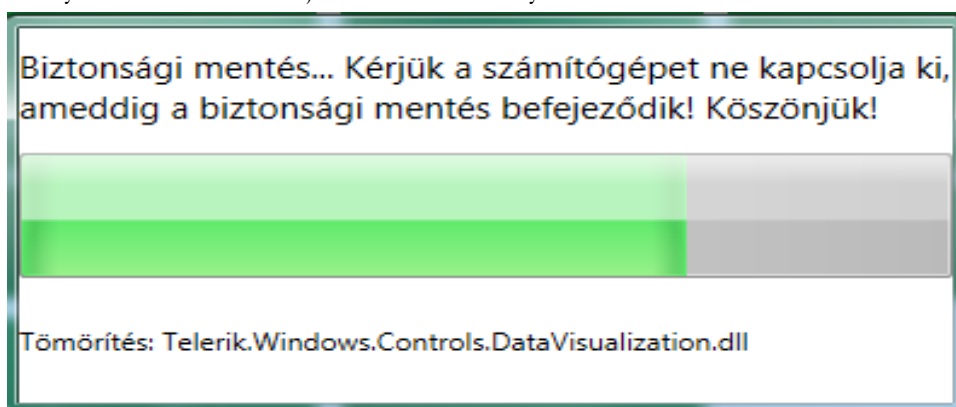 Biztonsági mentés... Kérjük a számítógépet ne kapcsolja ki,
ameddig a biztonsági mentés befejeződik! Köszönjük!
Tömörítés: Telerik.Windows.Controls.DataVisualization.dll